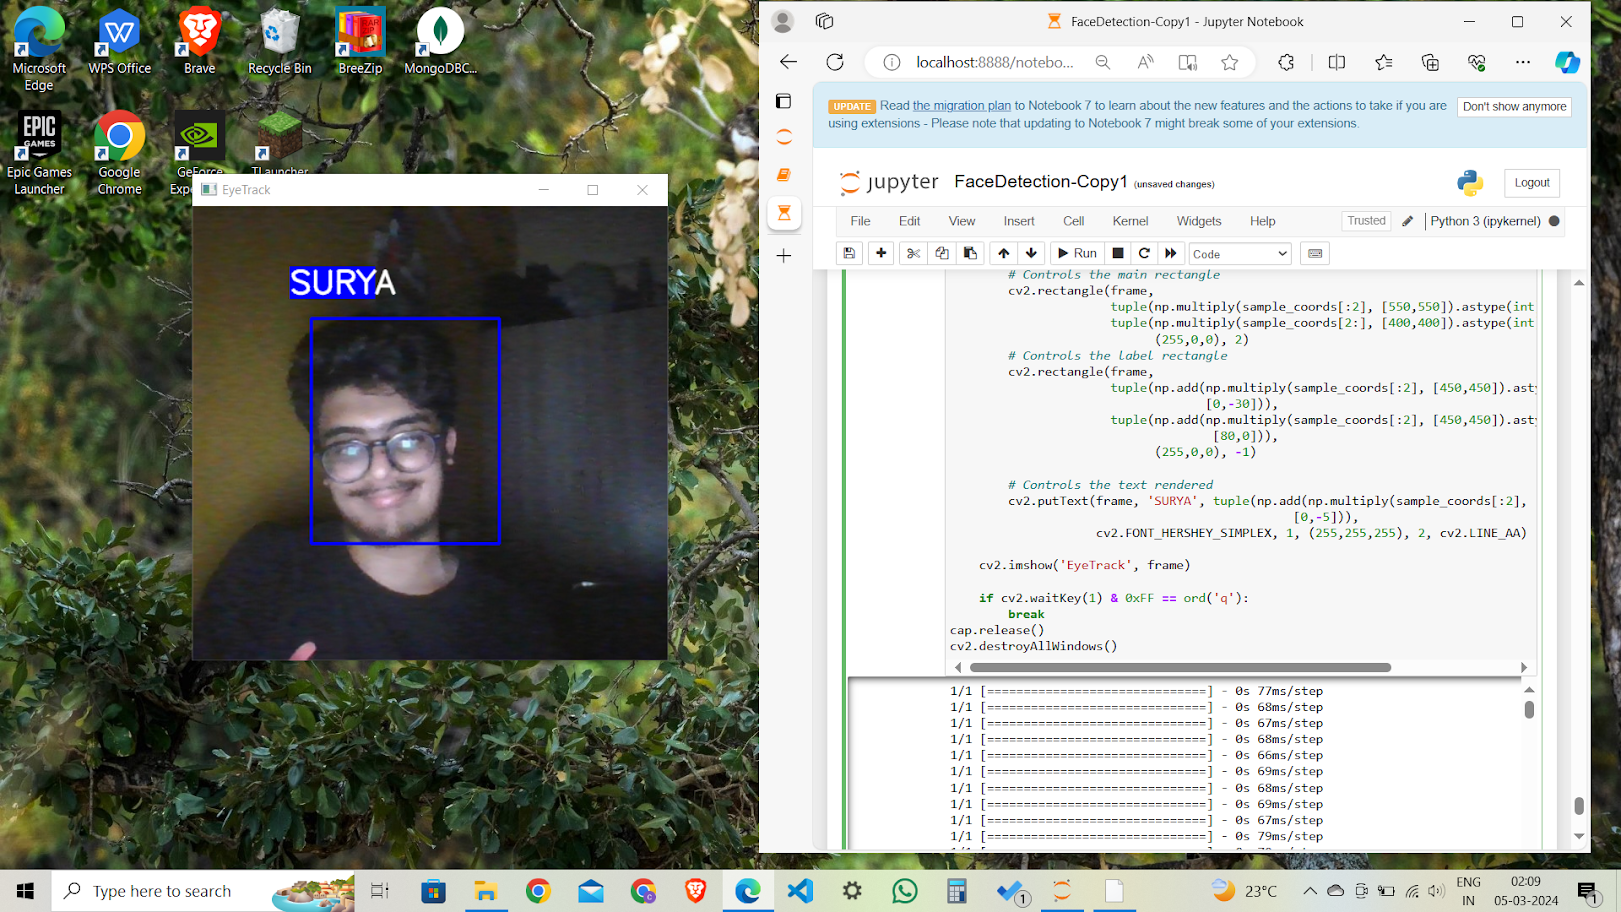 Microsoft
Edge
WPS Office
Brave
Recycle Bin
BreeZip
MongoDBC...
EPIC
GAMES
Epic Games
Launcher
Google
Chrome
GeForce
Expe
TLauncher
EyeTrack
SURYA
FaceDetection-Copy1 - Jupyter Notebook
localhost:8888/notebo...
UPDATE Read the migration plan to Notebook 7 to learn about the new features and the actions to take if you are
using extensions - Please note that updating to Notebook 7 might break some of your extensions.
Don't show anymore
jupyter FaceDetection-Copy1 (unsaved changes)
Logout
File Edit View Insert Cell Kernel Widgets Help Trusted Python 3 (ipykernel)
Run Code
# Controls the main rectangle
cv2.rectangle(frame,
tuple(np.multiply(sample_coords[:2], [550,550]).astype(int
tuple(np.multiply(sample_coords[2:], [400,400]).astype(int
(255,0,0), 2)
# Controls the label rectangle
cv2.rectangle(frame,
tuple(np.add(np.multiply(sample_coords[:2], [450,450]).ast
[0,-30])),
tuple(np.add(np.multiply(sample_coords[:2], [450,450]).ast
[80,0])),
(255,0,0), -1)
# Controls the text rendered
cv2.putText(frame, 'SURYA', tuple(np.add(np.multiply(sample_coords[:2],
[0,-5])),
cv2.FONT_HERSHEY_SIMPLEX, 1, (255,255,255), 2, cv2.LINE_AA)
cv2.imshow('EyeTrack', frame)
if cv2.waitKey(1) & 0xFF == ord('q'):
break
cap.release()
cv2.destroyAllWindows()
1/1 [==============================] - 0s 77ms/step
1/1 [==============================] - 0s 68ms/step
1/1 [==============================] - 0s 67ms/step
1/1 [==============================] - 0s 68ms/step
1/1 [==============================] - 0s 66ms/step
1/1 [==============================] - 0s 69ms/step
1/1 [==============================] - 0s 68ms/step
1/1 [==============================] - 0s 69ms/step
1/1 [==============================] - 0s 67ms/step
1/1 [==============================] - 0s 79ms/step
Type here to search
1
23°C
ENG
IN
02:09
05-03-2024
1